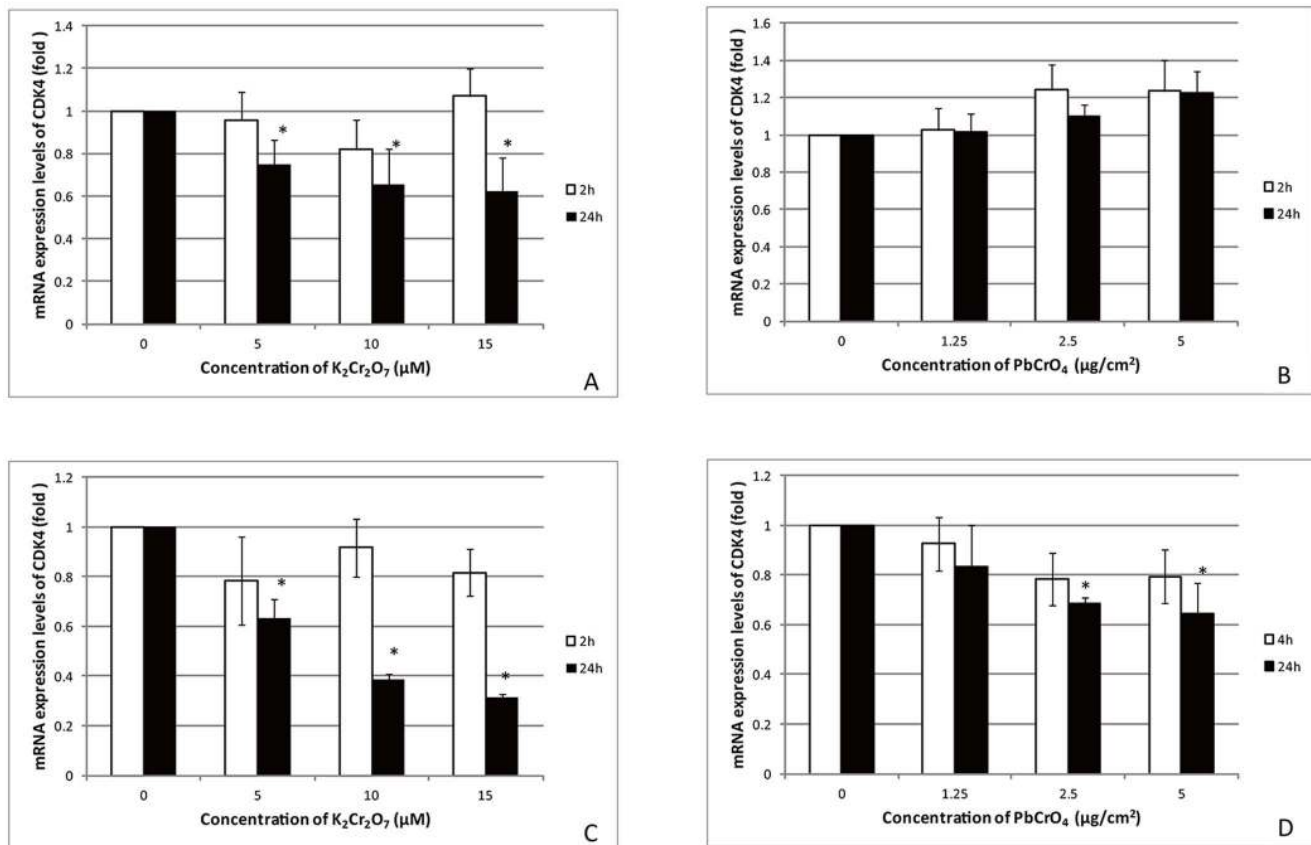 mRNA expression levels of CDK4 (fold)
1.4
1.2
1
0.8
0.6
0.4
0.2
0
*
*
*
0 5 10 15
Concentration of K₂Cr₂O₇ (µM)
2h
24h
A
mRNA expression levels of CDK4 (fold)
1.6
1.4
1.2
1
0.8
0.6
0.4
0.2
0
0 1.25 2.5 5
Concentration of PbCrO₄ (µg/cm²)
2h
24h
B
mRNA expression levels of CDK4 (fold)
1.2
1
0.8
0.6
0.4
0.2
0
*
*
*
0 5 10 15
Concentration of K₂Cr₂O₇ (µM)
2h
24h
C
mRNA expression levels of CDK4 (fold)
1.2
1
0.8
0.6
0.4
0.2
0
*
*
0 1.25 2.5 5
Concentration of PbCrO₄ (µg/cm²)
4h
24h
D